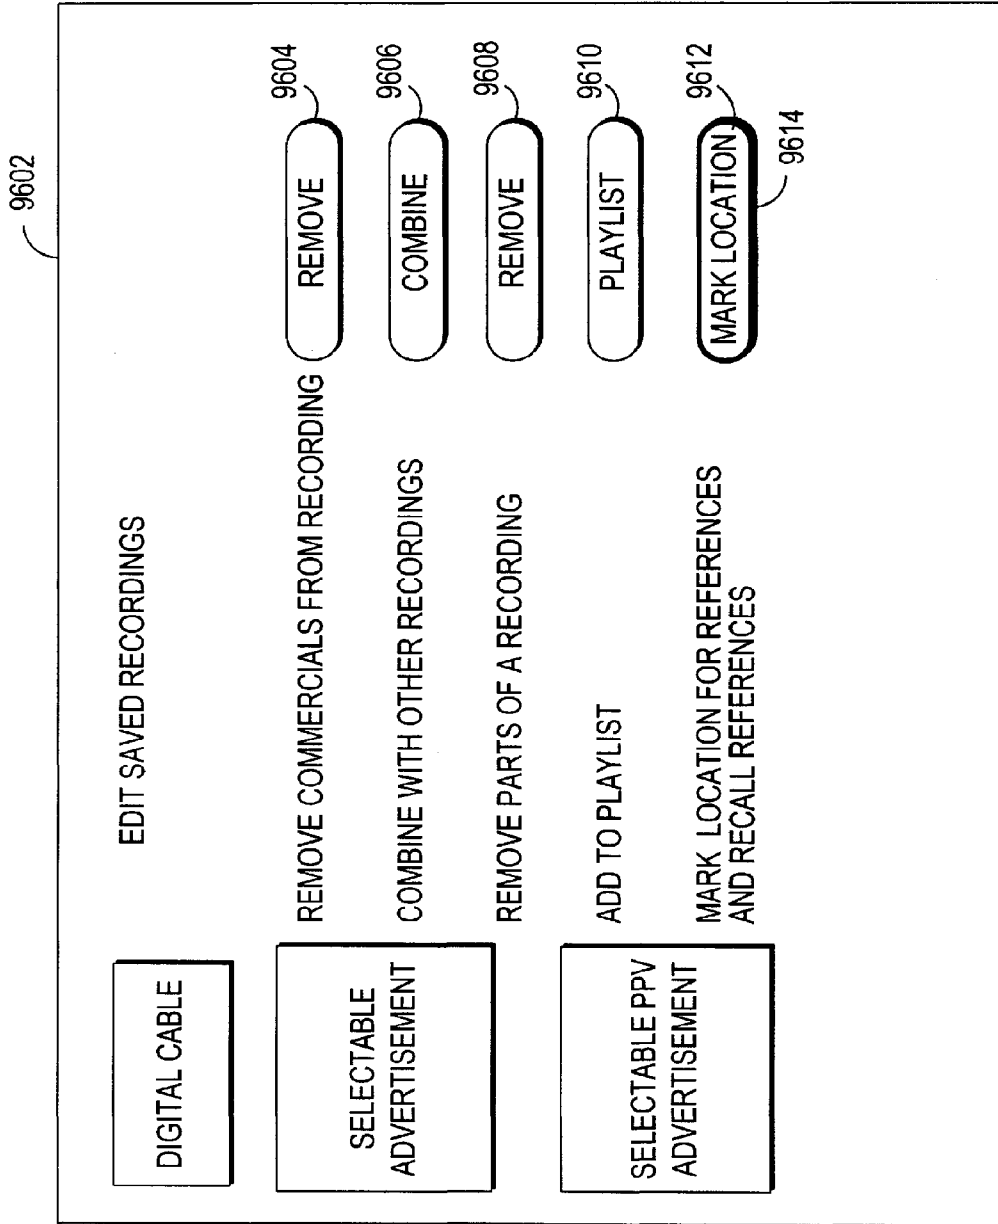 9602
DIGITAL CABLE
EDIT SAVED RECORDINGS
SELECTABLE
ADVERTISEMENT
REMOVE COMMERCIALS FROM RECORDING
REMOVE
9604
COMBINE WITH OTHER RECORDINGS
COMBINE
9606
REMOVE PARTS OF A RECORDING
REMOVE
9608
SELECTABLE PPV
ADVERTISEMENT
ADD TO PLAYLIST
PLAYLIST
9610
MARK LOCATION FOR REFERENCES
AND RECALL REFERENCES
MARK LOCATION
9612
9614